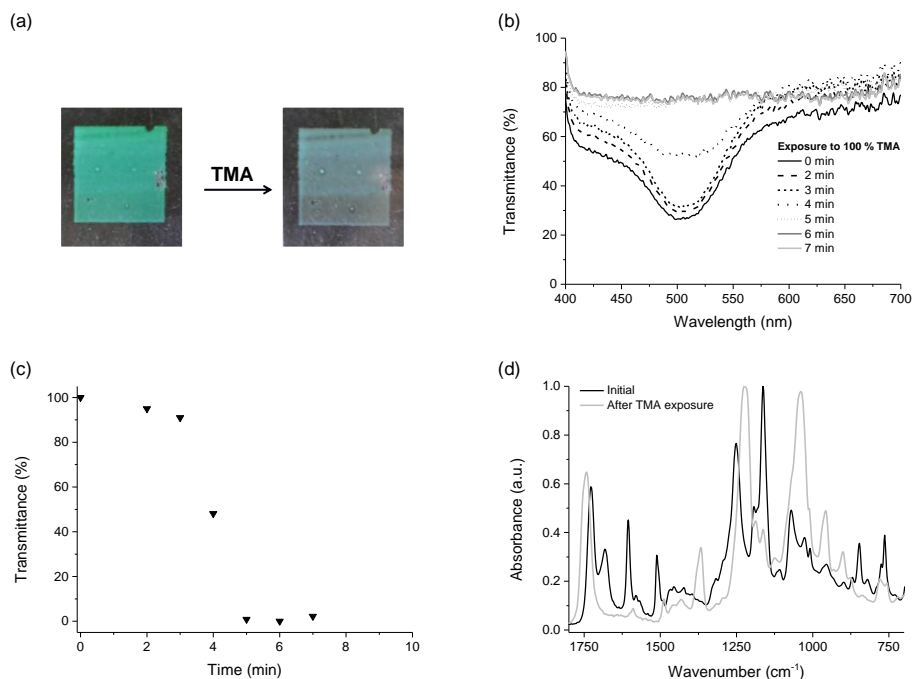 (a)
TMA
(b)
100
80
60
40
20
0
400
450
500
550
600
650
700
Transmittance (%)
Wavelength (nm)
Exposure to 100 % TMA
0 min
2 min
3 min
4 min
5 min
6 min
7 min
(c)
100
80
60
40
20
0
0
2
4
6
8
10
Transmittance (%)
Time (min)
(d)
1.0
0.8
0.6
0.4
0.2
0.0
1750
1500
1250
1000
750
Absorbance (a.u.)
Wavenumber (cm⁻¹)
Initial
After TMA exposure